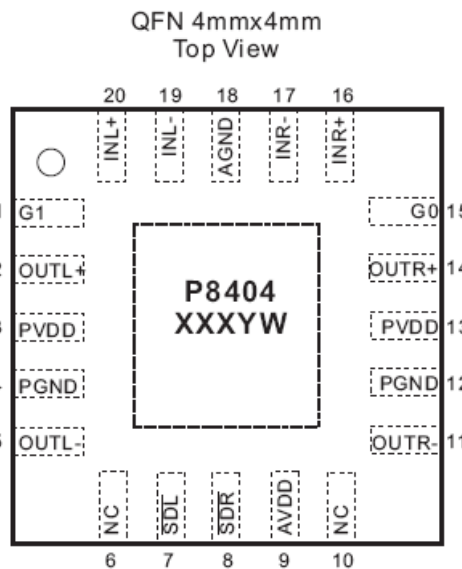 QFN 4mmx4mm
Top View
20 19 18 17 16
INL+ INL- AGND INR- INR+
G1 G0 15
OUTL+ OUTR+ 14
PVDD PVDD 13
PGND PGND 12
OUTL- OUTR- 11
P8404
XXXYW
NC SDL SDR AVDD NC
6 7 8 9 10